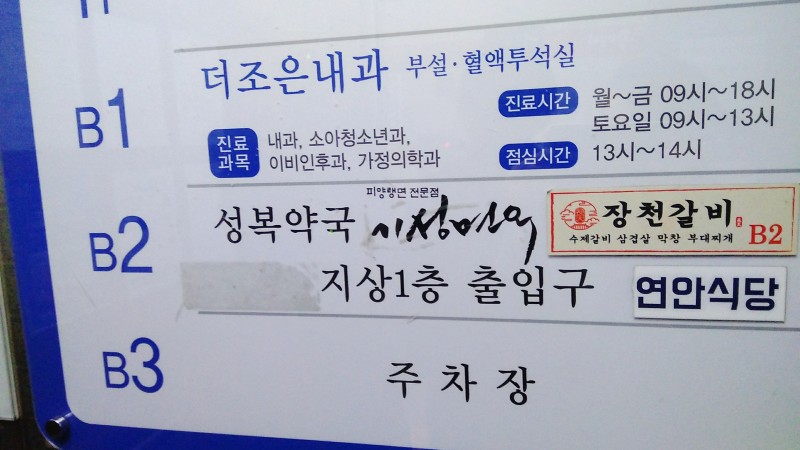 B1
더조은내과 부설·혈액투석실
진료시간 월~금 09시~18시
토요일 09시~13시
진료과목 내과, 소아청소년과,
이비인후과, 가정의학과
점심시간 13시~14시
B2
피양랭면 전문점
성복약국
장천갈비
수제갈비 삼겹살 막창 부대찌개 B2
지상1층 출입구 연안식당
B3
주차장